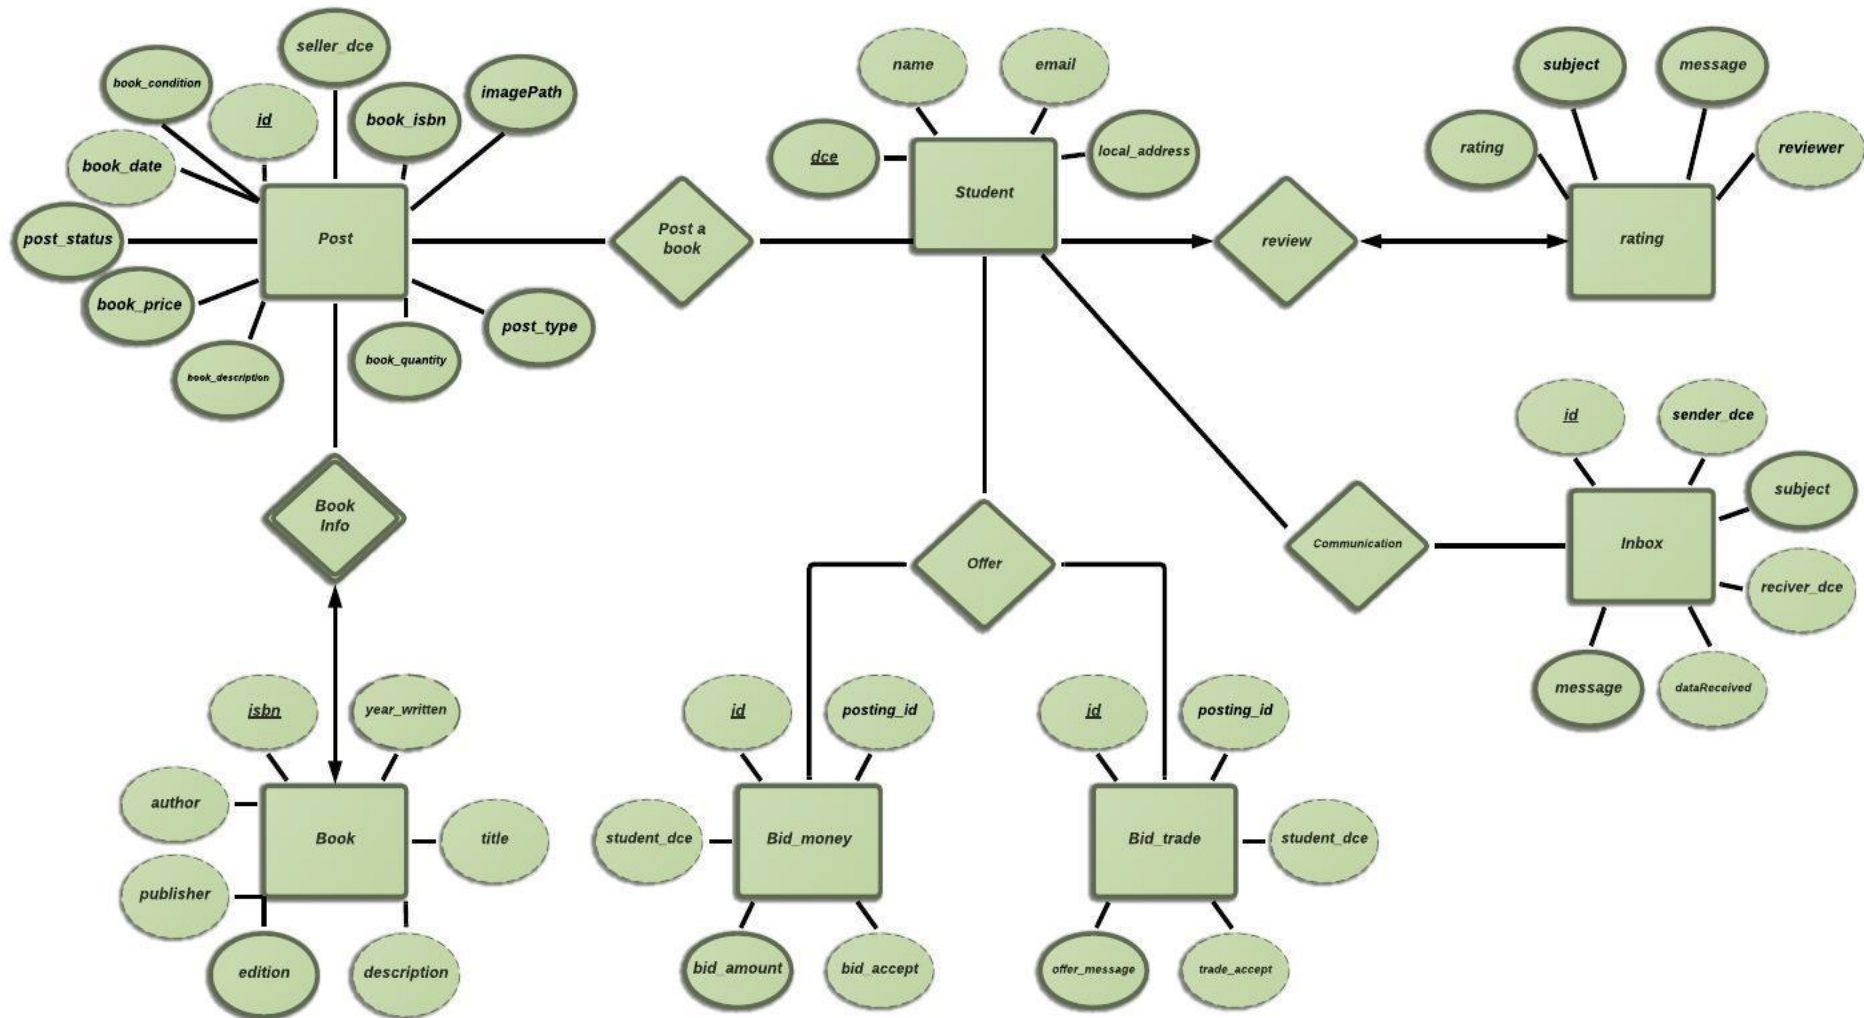 seller_dce
book_condition
id
book_isbn
imagePath
book_date
post_status
Post
book_price
book_description
book_quantity
post_type
Post a
book
name
email
dce
local_address
Student
review
subject
message
rating
reviewer
rating
Book
Info
Offer
Communication
id
sender_dce
subject
Inbox
reciver_dce
message
dataReceived
isbn
year_written
author
Book
title
publisher
edition
description
id
posting_id
student_dce
Bid_money
bid_amount
bid_accept
id
posting_id
Bid_trade
student_dce
offer_message
trade_accept